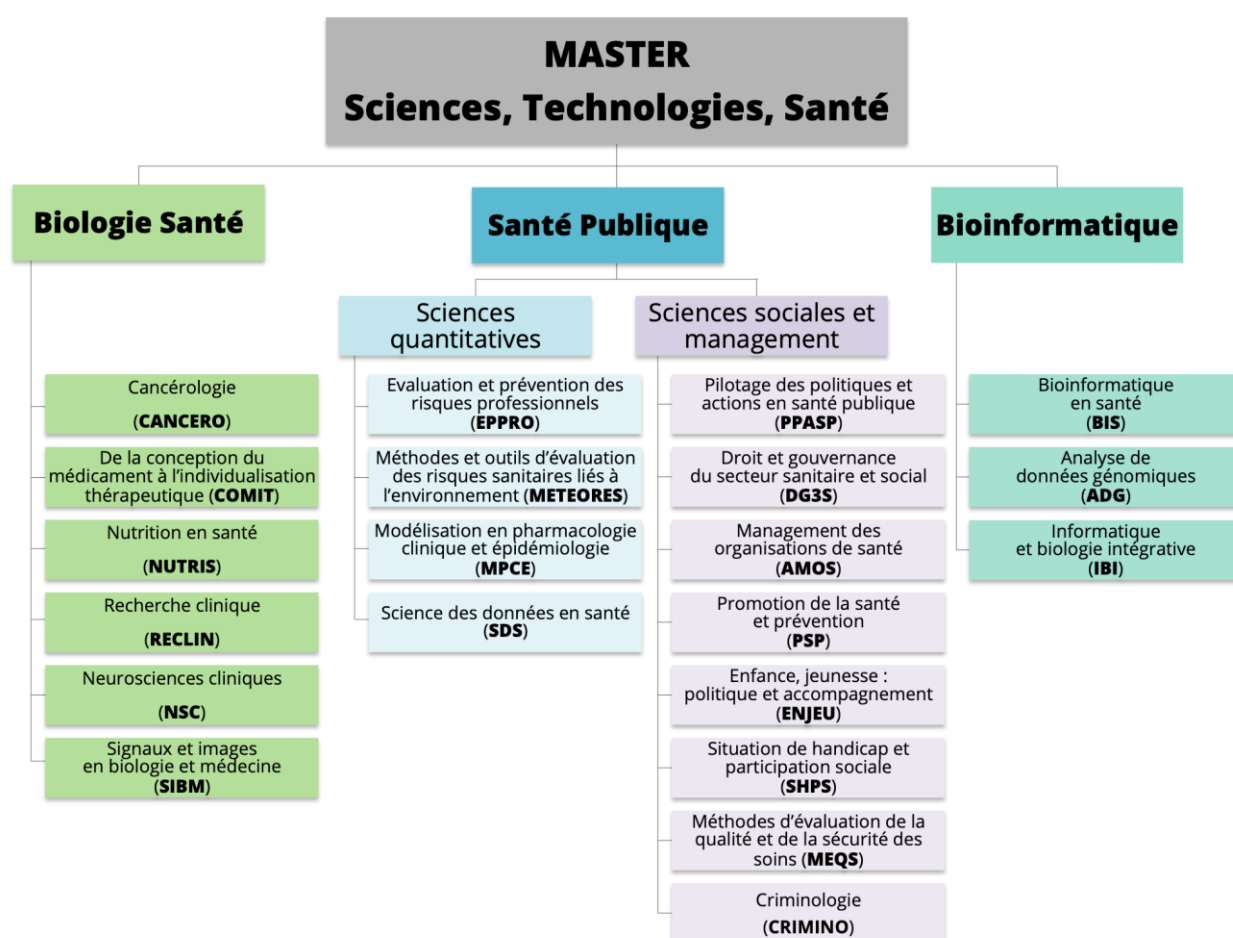 MASTER
Sciences, Technologies, Santé
Biologie Santé
Cancérologie
(CANCERO)
De la conception du
médicament à l’individualisation
thérapeutique (COMIT)
Nutrition en santé
(NUTRIS)
Recherche clinique
(RECLIN)
Neurosciences cliniques
(NSC)
Signaux et images
en biologie et médecine
(SIBM)
Santé Publique
Sciences
quantitatives
Evaluation et prévention des
risques professionnels
(EPPRO)
Méthodes et outils d’évaluation
des risques sanitaires liés à
l’environnement (METEORES)
Modélisation en pharmacologie
clinique et épidémiologie
(MPCE)
Science des données en santé
(SDS)
Sciences sociales et
management
Pilotage des politiques et
actions en santé publique
(PPASP)
Droit et gouvernance
du secteur sanitaire et social
(DG3S)
Management des
organisations de santé
(AMOS)
Promotion de la santé
et prévention
(PSP)
Enfance, jeunesse :
politique et accompagnement
(ENJEU)
Situation de handicap et
participation sociale
(SHPS)
Méthodes d’évaluation de la
qualité et de la sécurité des
soins (MEQS)
Criminologie
(CRIMINO)
Bioinformatique
Bioinformatique
en santé
(BIS)
Analyse de
données génomiques
(ADG)
Informatique
et biologie intégrative
(IBI)